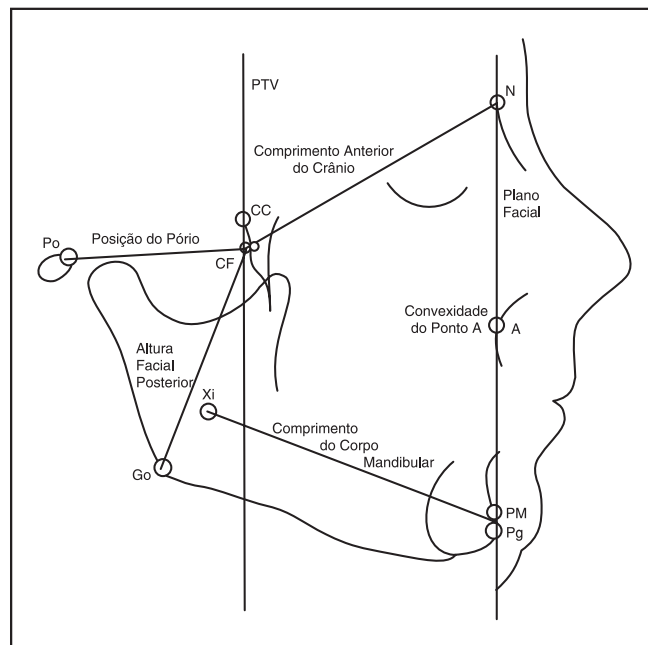 PTV
N
Comprimento Anterior
do Crânio
Plano
Facial
CC
Po
Posição do Pório
CF
Convexidade
do Ponto A
A
Altura
Facial
Posterior
Xi
Comprimento
do Corpo
Mandibular
Go
PM
Pg